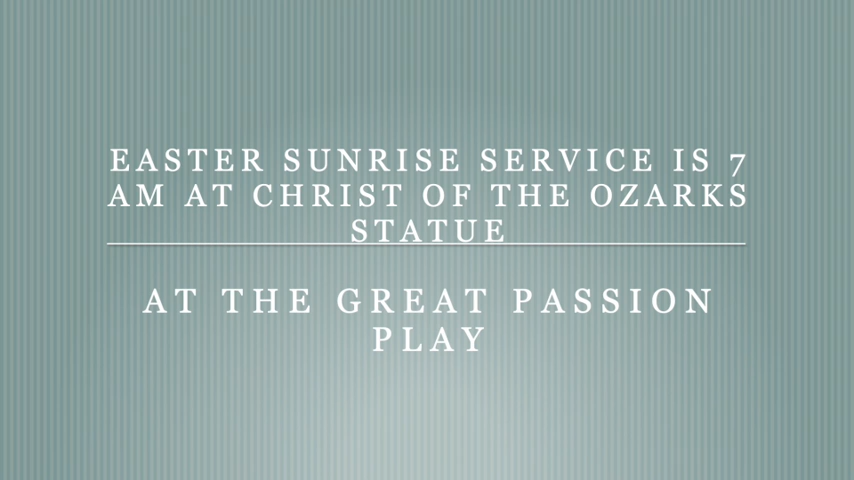 EASTER SUNRISE SERVICE IS 7
AM AT CHRIST OF THE OZARKS
STATUE
AT THE GREAT PASSION
PLAY